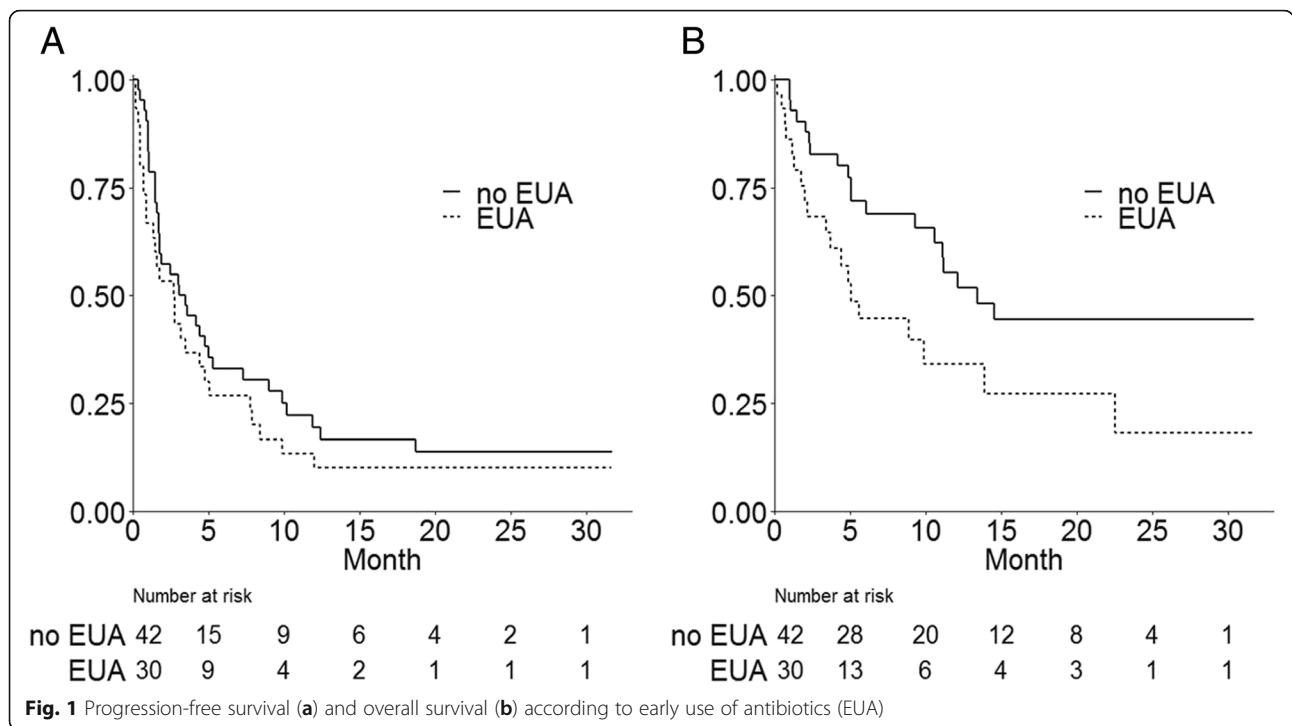 A
1.00
0.75
0.50
0.25
0.00
no EUA
EUA
0 5 10 15 20 25 30
Month
Number at risk
no EUA 42 15 9 6 4 2 1
EUA 30 9 4 2 1 1 1
B
1.00
0.75
0.50
0.25
0.00
no EUA
EUA
0 5 10 15 20 25 30
Month
Number at risk
no EUA 42 28 20 12 8 4 1
EUA 30 13 6 4 3 1 1
Fig. 1 Progression-free survival (a) and overall survival (b) according to early use of antibiotics (EUA)